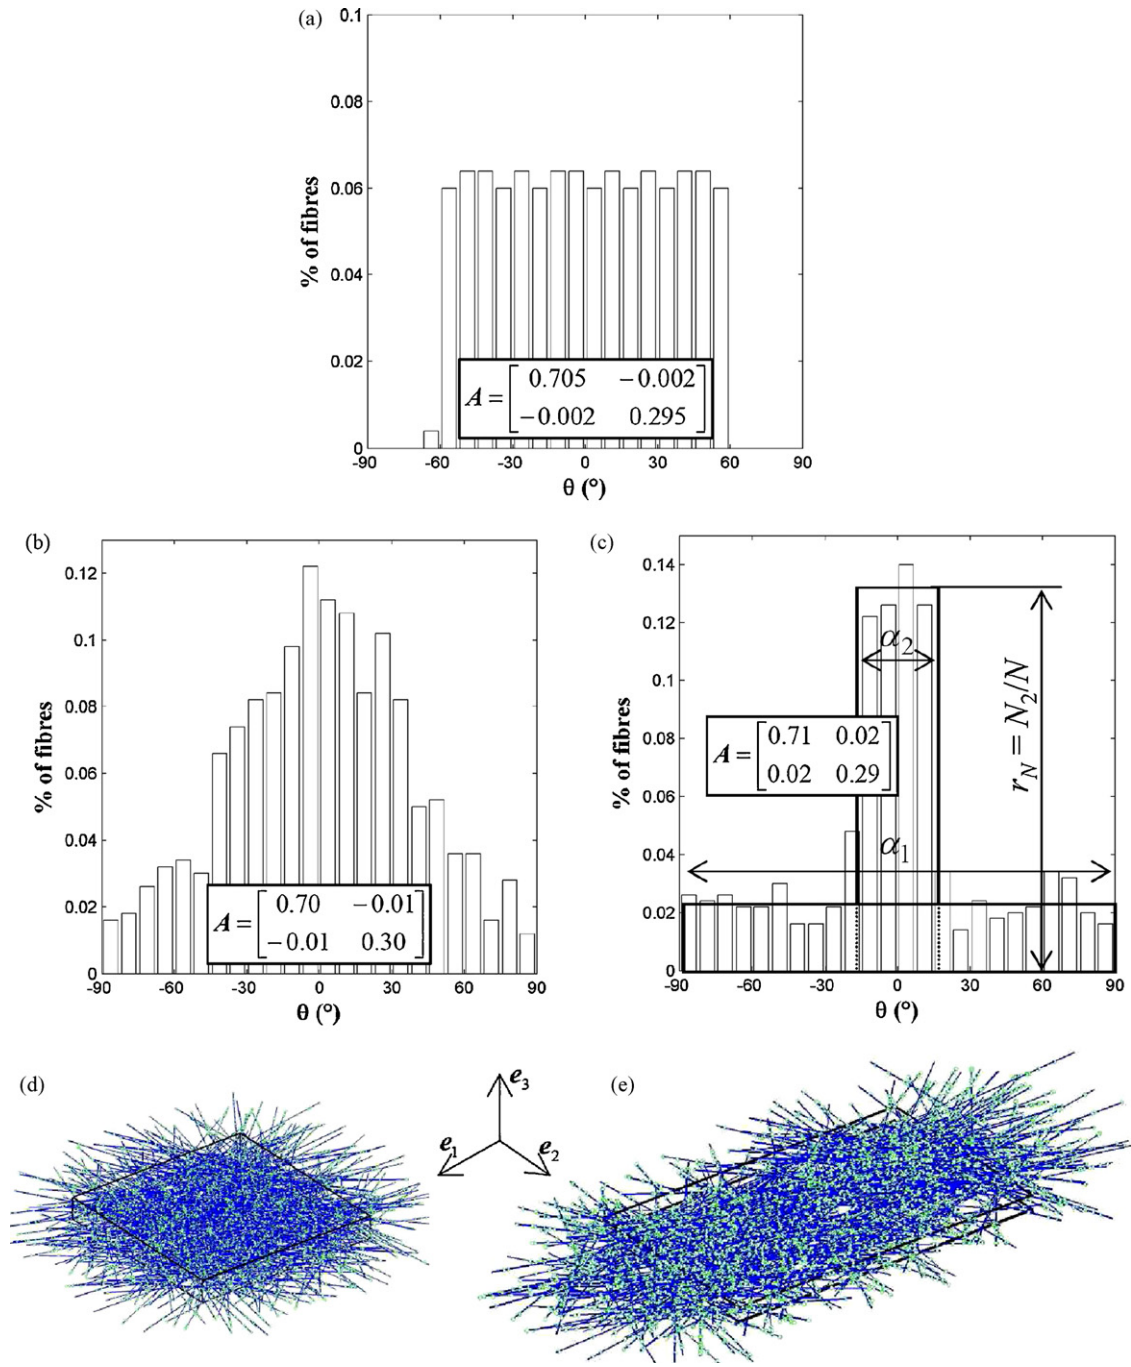 (a)
0.1
0.08
0.06
0.04
0.02
0
% of fibres
A = [ 0.705 −0.002
−0.002 0.295 ]
-90 -60 -30 0 30 60 90
θ (°)
(b)
0.12
0.1
0.08
0.06
0.04
0.02
0
% of fibres
A = [ 0.70 −0.01
−0.01 0.30 ]
-90 -60 -30 0 30 60 90
θ (°)
(c)
0.14
0.12
0.1
0.08
0.06
0.04
0.02
0
% of fibres
α2
A = [ 0.71 0.02
0.02 0.29 ]
α1
rN = N2/N
-90 -60 -30 0 30 60 90
θ (°)
(d)
e3
e1
e2
(e)